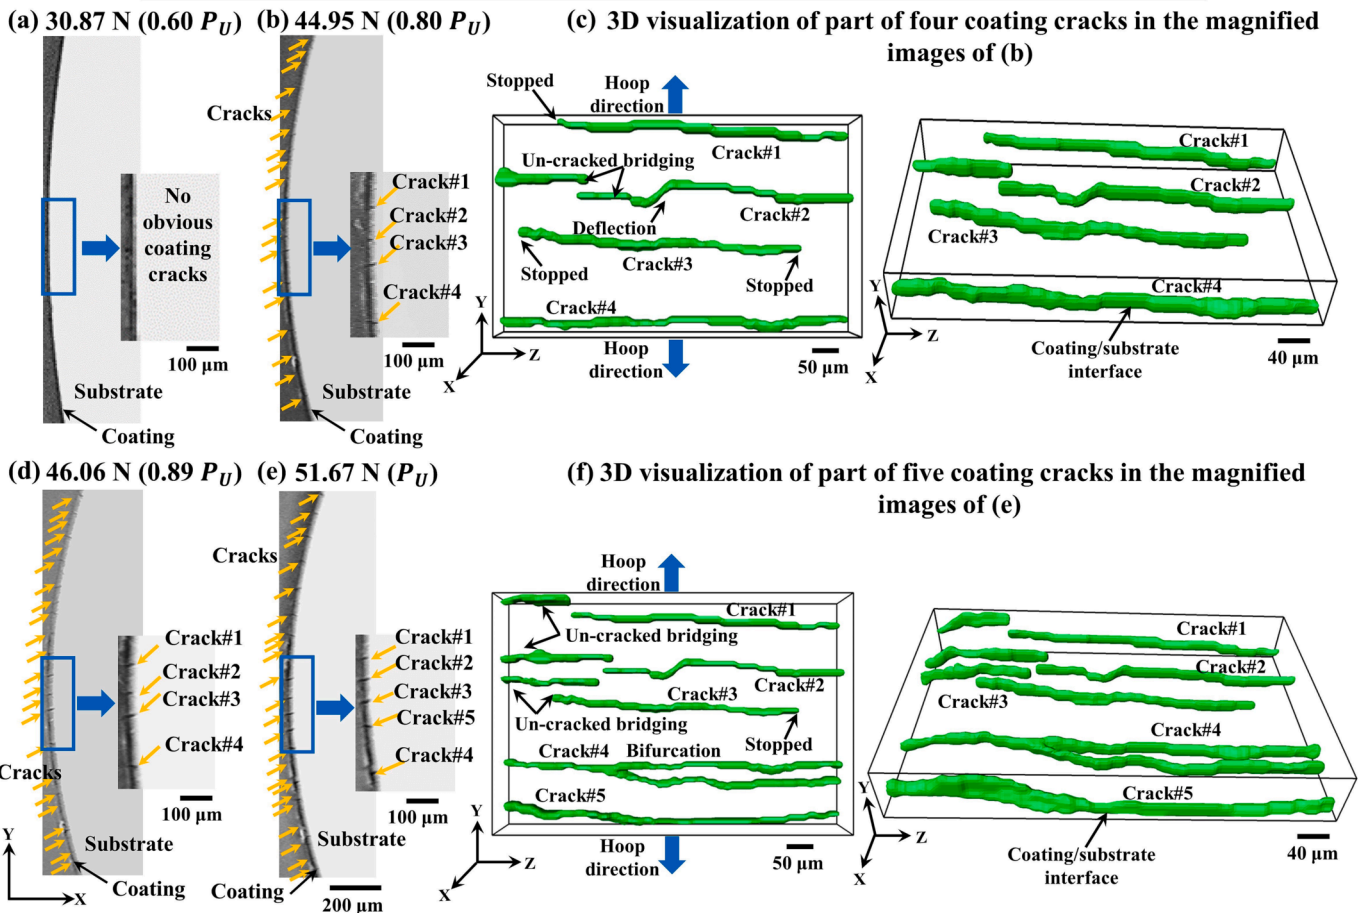 (a) 30.87 N (0.60 P_U)
(b) 44.95 N (0.80 P_U)
(c) 3D visualization of part of four coating cracks in the magnified
images of (b)
No
obvious
coating
cracks
100 μm
Substrate
Coating
Cracks
Crack#1
Crack#2
Crack#3
Crack#4
100 μm
Substrate
Coating
Stopped
Hoop
direction
Un-cracked bridging
Crack#1
Crack#2
Deflection
Crack#3
Stopped
Stopped
Crack#4
Hoop
direction
Y
Z
X
50 μm
Crack#1
Crack#2
Crack#3
Crack#4
Coating/substrate
interface
Y
Z
X
40 μm
(d) 46.06 N (0.89 P_U)
(e) 51.67 N (P_U)
(f) 3D visualization of part of five coating cracks in the magnified
images of (e)
Crack#1
Crack#2
Crack#3
Crack#4
Cracks
100 μm
Substrate
Coating
Y
X
Cracks
Crack#1
Crack#2
Crack#3
Crack#5
Crack#4
100 μm
Substrate
Coating
200 μm
Hoop
direction
Crack#1
Un-cracked bridging
Crack#2
Crack#3
Un-cracked bridging
Stopped
Crack#4
Bifurcation
Crack#5
Hoop
direction
Y
Z
X
50 μm
Crack#1
Crack#2
Crack#3
Crack#4
Crack#5
Coating/substrate
interface
Y
Z
X
40 μm